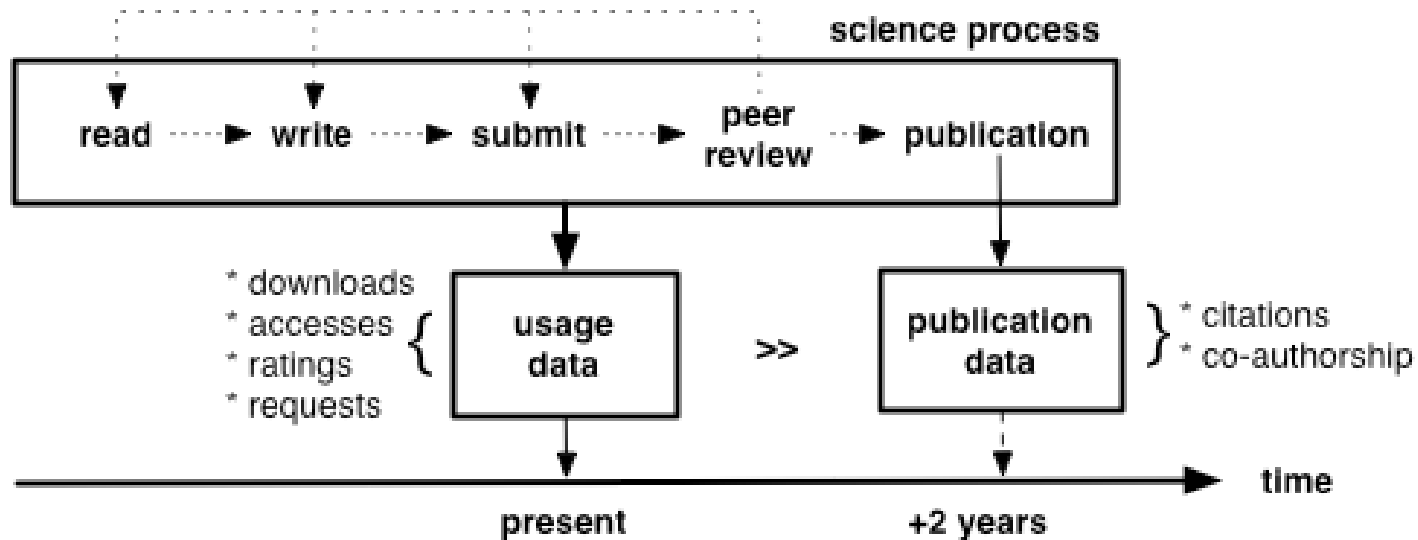 science process
read write submit peer review publication
* downloads
* accesses
* ratings
* requests
{
usage
data
>>
publication
data
}
* citations
* co-authorship
time
present +2 years